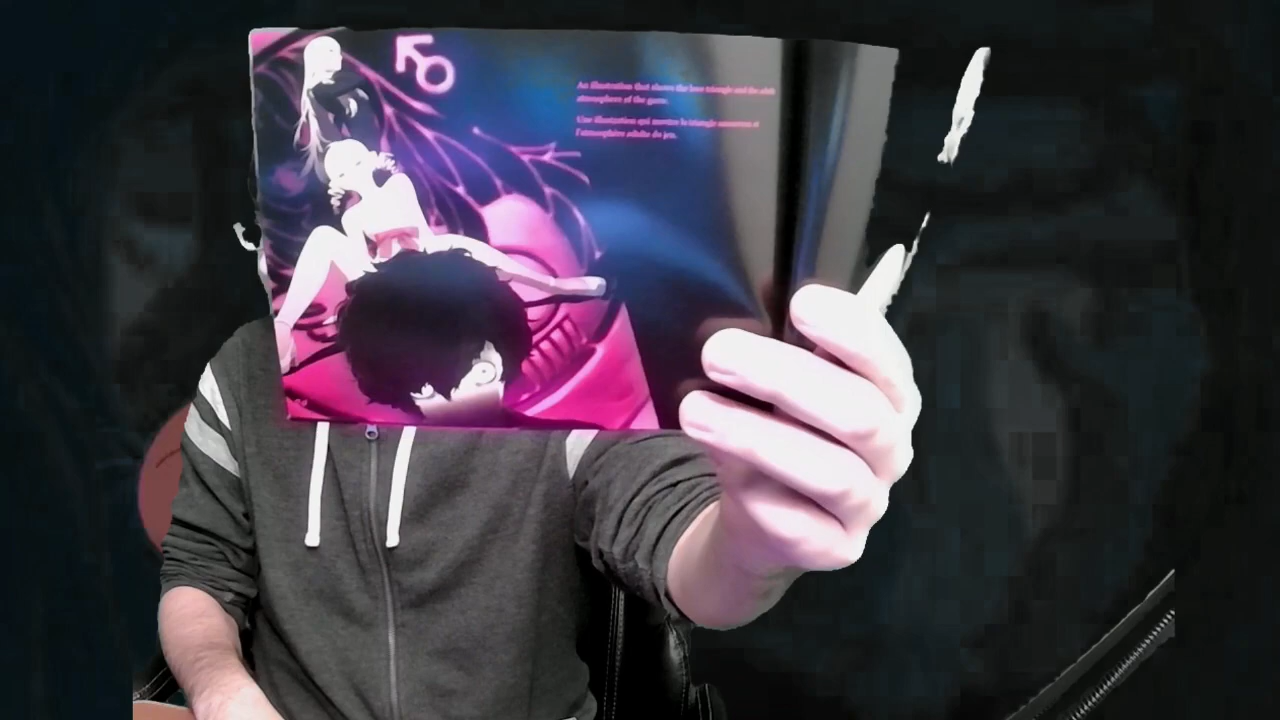 An illustration that shows the love triangle and the adult
atmosphere of the game.
Une illustration qui montre le triangle amoureux et
l'atmosphère adulte du jeu.